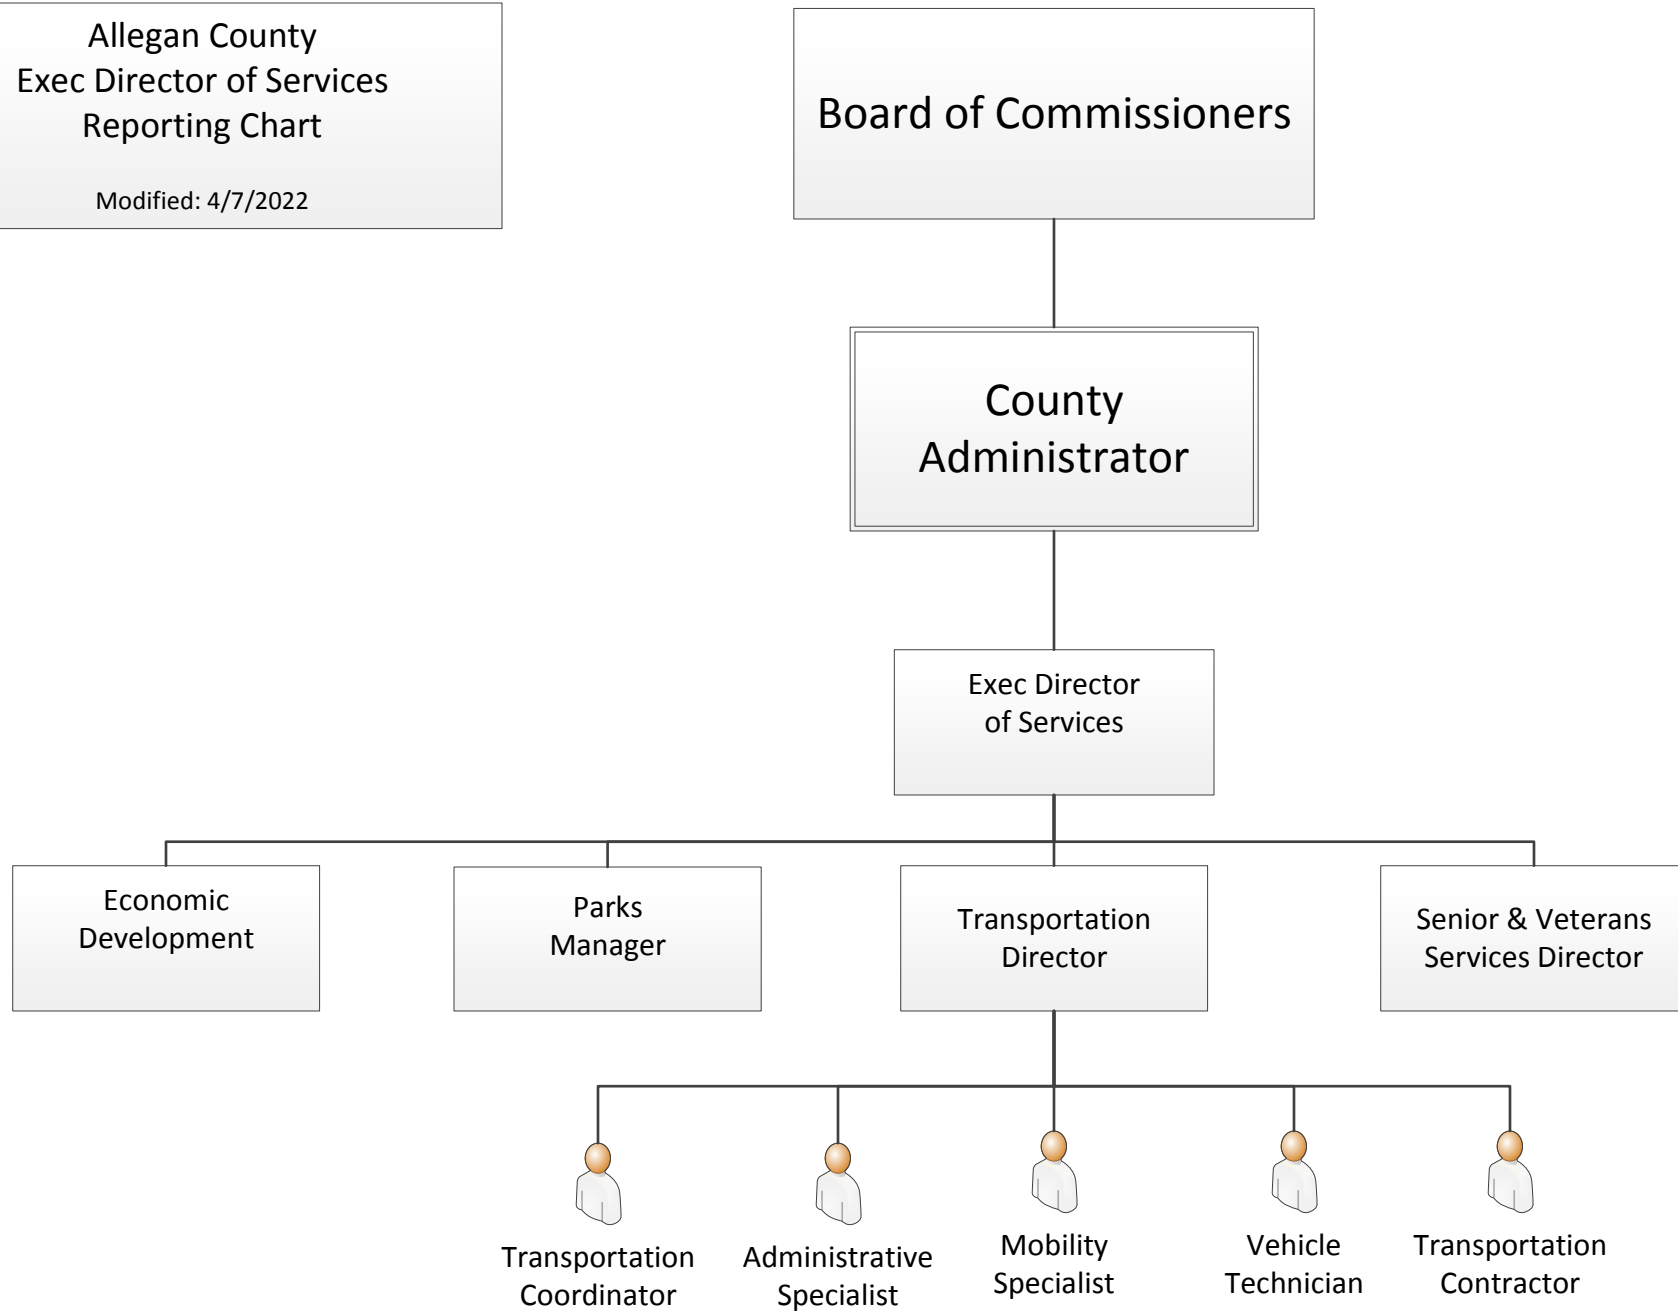 Allegan County
Exec Director of Services
Reporting Chart
Modified: 4/7/2022
Board of Commissioners
County
Administrator
Exec Director
of Services
Economic
Development
Parks
Manager
Transportation
Director
Senior & Veterans
Services Director
Transportation
Coordinator
Administrative
Specialist
Mobility
Specialist
Vehicle
Technician
Transportation
Contractor